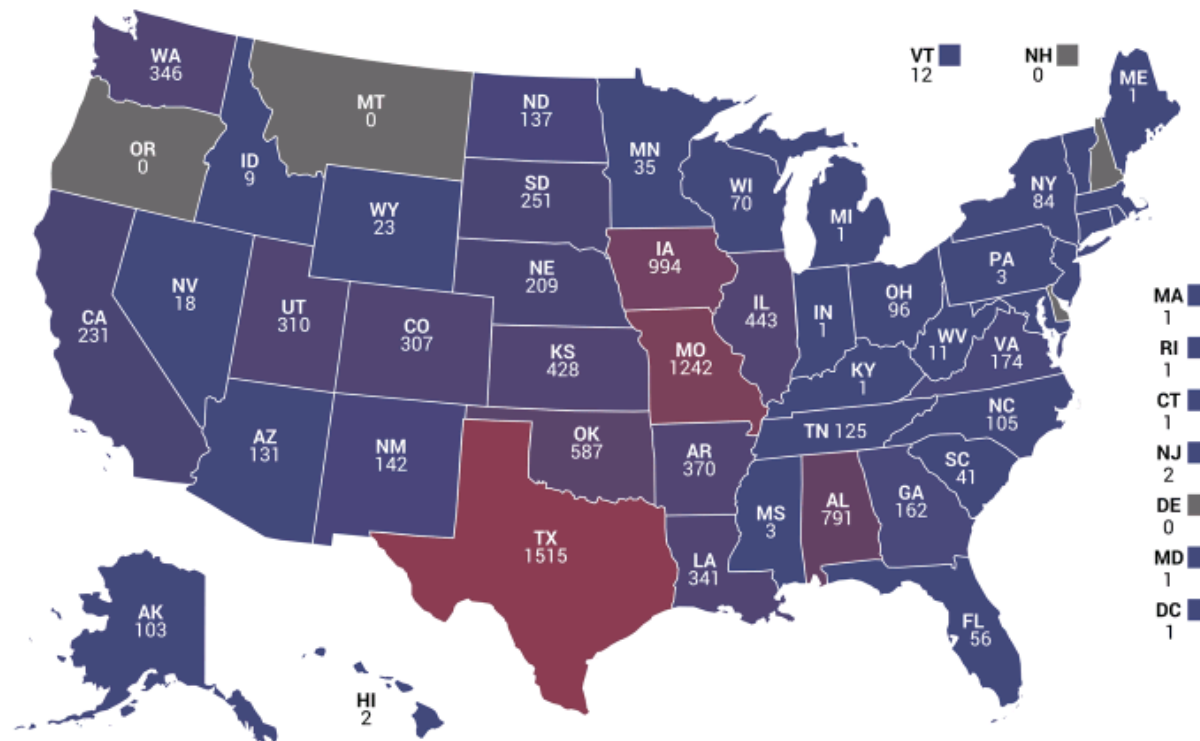 WA
346
MT
0
ND
137
VT
12
NH
0
ME
1
OR
0
ID
9
MN
35
SD
251
WI
70
MI
1
NY
84
WY
23
IA
994
NE
209
PA
3
NV
18
UT
310
CO
307
IL
443
IN
1
OH
96
MA
1
CA
231
KS
428
MO
1242
WV
11
VA
174
RI
1
KY
1
CT
1
AZ
131
NM
142
OK
587
TN 125
NC
105
AR
370
SC
41
NJ
2
TX
1515
LA
341
MS
3
AL
791
GA
162
DE
0
MD
1
AK
103
FL
56
DC
1
HI
2